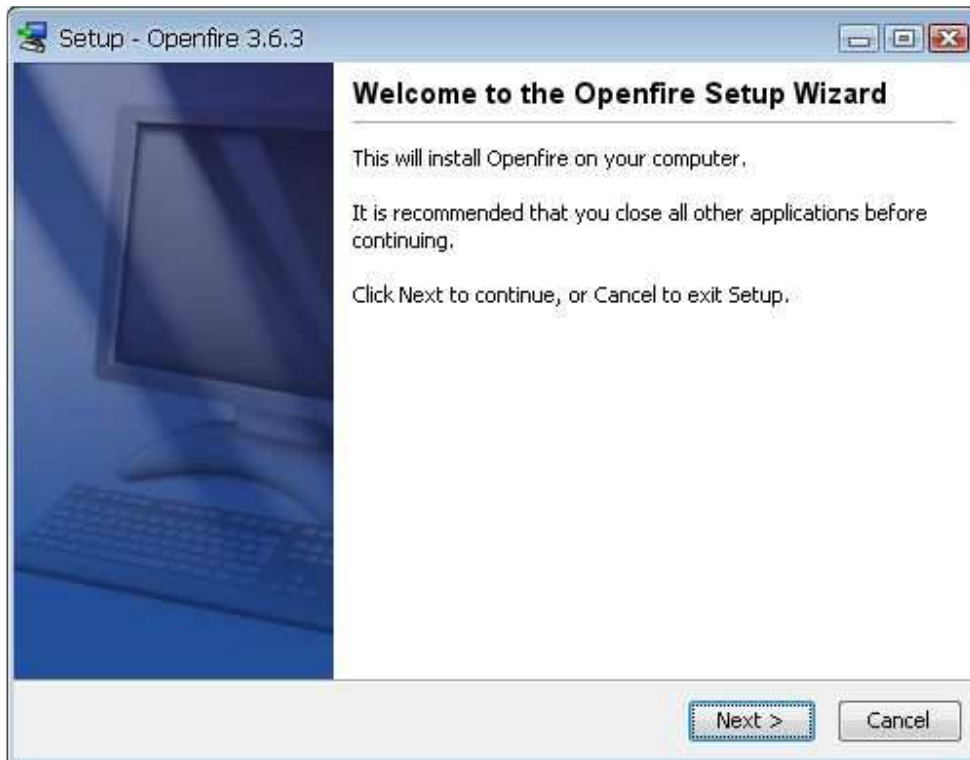 Setup - Openfire 3.6.3
Welcome to the Openfire Setup Wizard
This will install Openfire on your computer.
It is recommended that you close all other applications before
continuing.
Click Next to continue, or Cancel to exit Setup.
Next >
Cancel